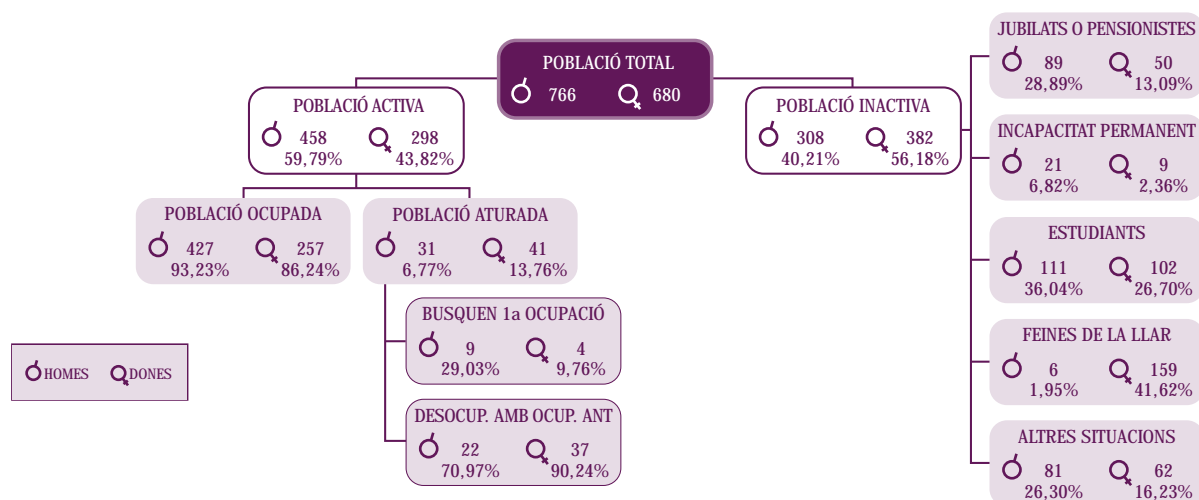 POBLACIÓ TOTAL
766 680
POBLACIÓ ACTIVA
458 298
59,79% 43,82%
POBLACIÓ OCUPADA
427 257
93,23% 86,24%
POBLACIÓ ATURADA
31 41
6,77% 13,76%
BUSQUEN 1a OCUPACIÓ
9 4
29,03% 9,76%
DESOCUP. AMB OCUP. ANT
22 37
70,97% 90,24%
POBLACIÓ INACTIVA
308 382
40,21% 56,18%
JUBILATS O PENSIONISTES
89 50
28,89% 13,09%
INCAPACITAT PERMANENT
21 9
6,82% 2,36%
ESTUDIANTS
111 102
36,04% 26,70%
FEINES DE LA LLAR
6 159
1,95% 41,62%
ALTRES SITUACIONS
81 62
26,30% 16,23%
HOMES DONES